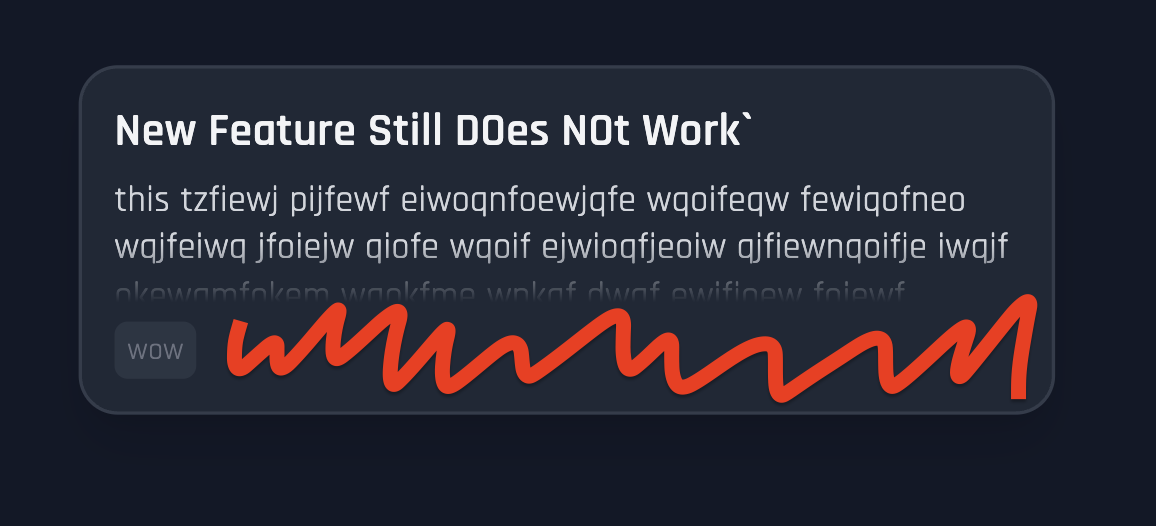 New Feature Still DOes NOt Work`
this tzfiewj pijfewf eiwoqnfoewjqfe wqoifeqw fewiqofneo
wqjfeiwq jfoiejw qiofe wqoif ejwioqfjeoiw qjfiewnqoifje iwqjf
wow